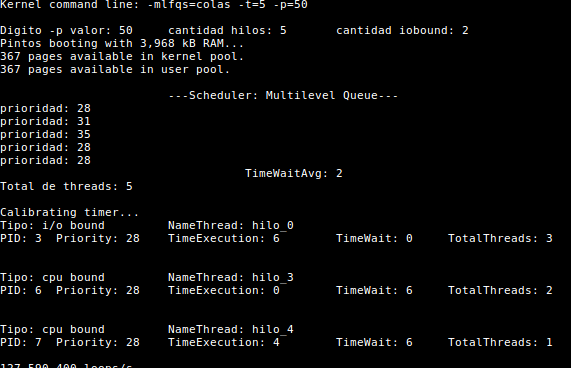 Kernel command line: -mlfqs=colas -t=5 -p=50
Digito -p valor: 50 cantidad hilos: 5 cantidad iobound: 2
Pintos booting with 3,968 kB RAM...
367 pages available in kernel pool.
367 pages available in user pool.
---Scheduler: Multilevel Queue---
prioridad: 28
prioridad: 31
prioridad: 35
prioridad: 28
prioridad: 28
TimeWaitAvg: 2
Total de threads: 5
Calibrating timer...
Tipo: i/o bound NameThread: hilo_0
PID: 3 Priority: 28 TimeExecution: 6 TimeWait: 0 TotalThreads: 3
Tipo: cpu bound NameThread: hilo_3
PID: 6 Priority: 28 TimeExecution: 0 TimeWait: 6 TotalThreads: 2
Tipo: cpu bound NameThread: hilo_4
PID: 7 Priority: 28 TimeExecution: 4 TimeWait: 6 TotalThreads: 1
127,590,400 loops/s